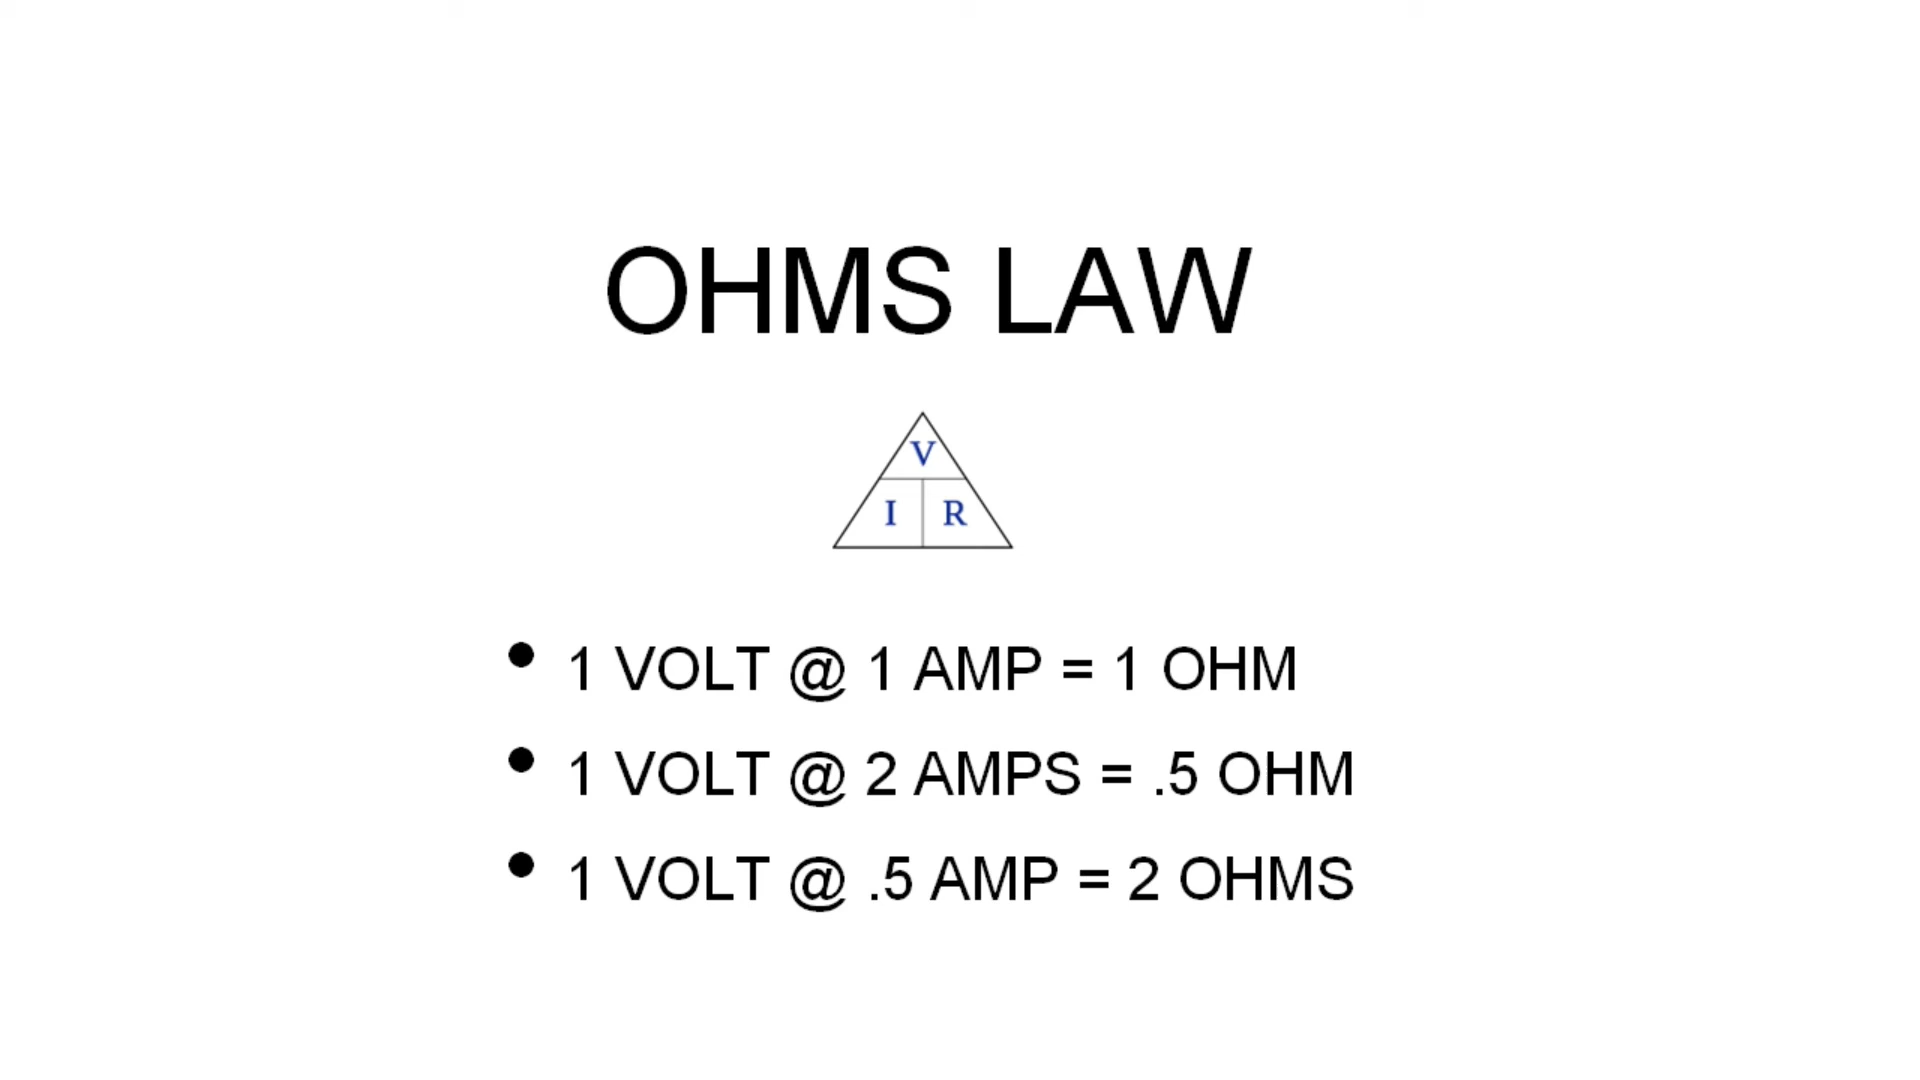 OHMS LAW
V
I R
• 1 VOLT @ 1 AMP = 1 OHM
• 1 VOLT @ 2 AMPS = .5 OHM
• 1 VOLT @ .5 AMP = 2 OHMS